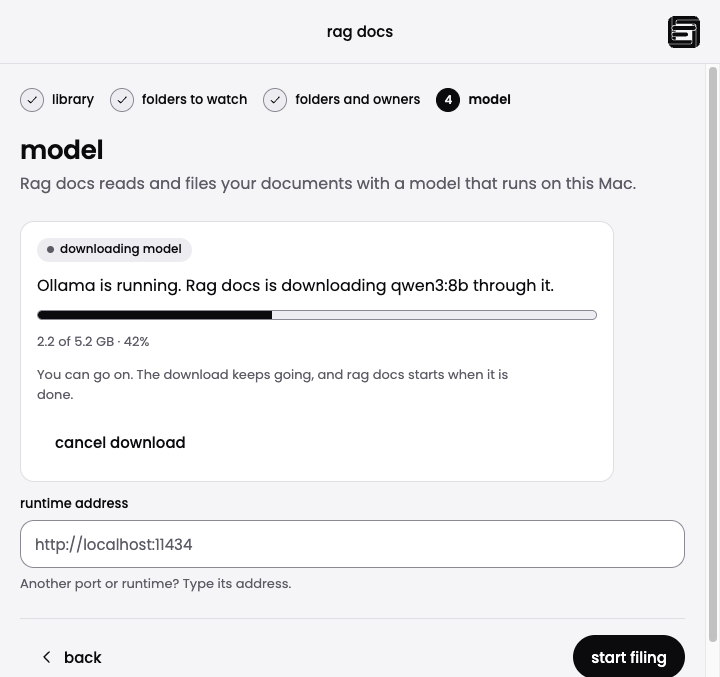 rag docs
library
folders to watch
folders and owners
4 model
model
Rag docs reads and files your documents with a model that runs on this Mac.
downloading model
Ollama is running. Rag docs is downloading qwen3:8b through it.
2.2 of 5.2 GB · 42%
You can go on. The download keeps going, and rag docs starts when it is
done.
cancel download
runtime address
http://localhost:11434
Another port or runtime? Type its address.
back
start filing